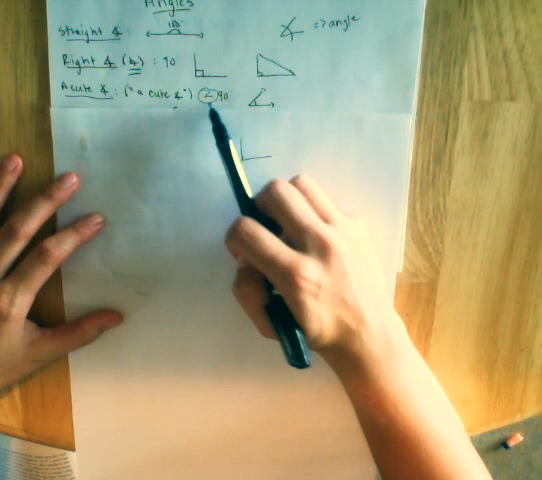 Angles
180°
Straight ∡ :
∡ => angle
Right ∡ (L) : 90
Acute ∡ : ("a cute ∡") < 90